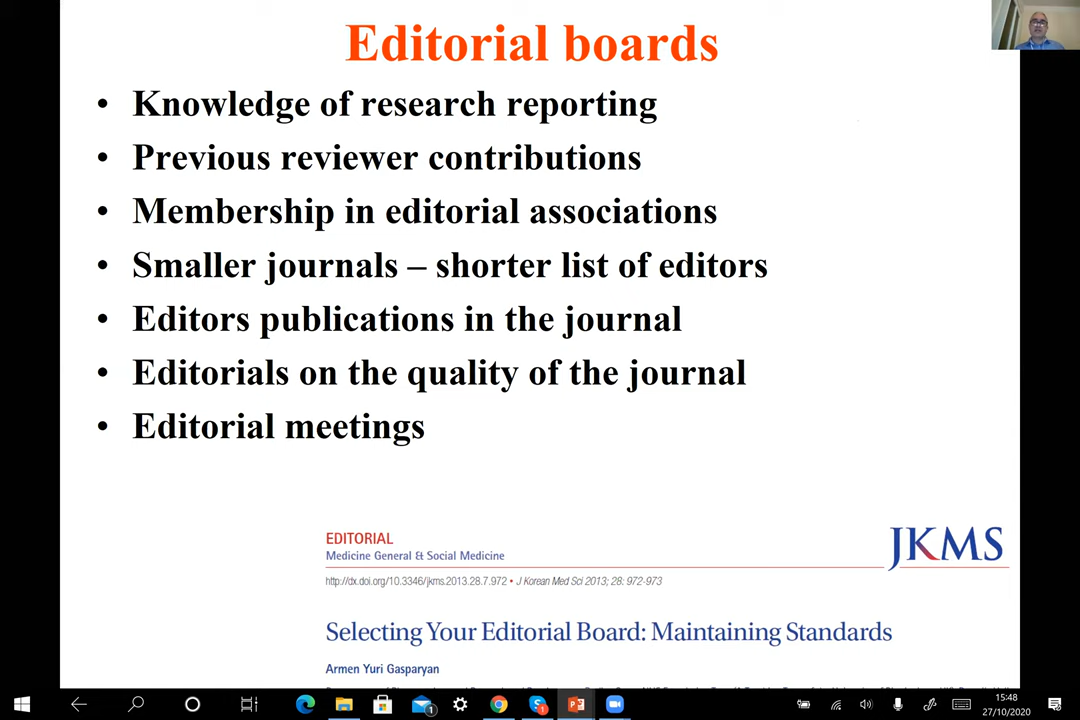 Editorial boards
• Knowledge of research reporting
• Previous reviewer contributions
• Membership in editorial associations
• Smaller journals – shorter list of editors
• Editors publications in the journal
• Editorials on the quality of the journal
• Editorial meetings
EDITORIAL
Medicine General & Social Medicine
JKMS
http://dx.doi.org/10.3346/jkms.2013.28.7.972 • J Korean Med Sci 2013; 28: 972-973
Selecting Your Editorial Board: Maintaining Standards
Armen Yuri Gasparyan
15:48
27/10/2020